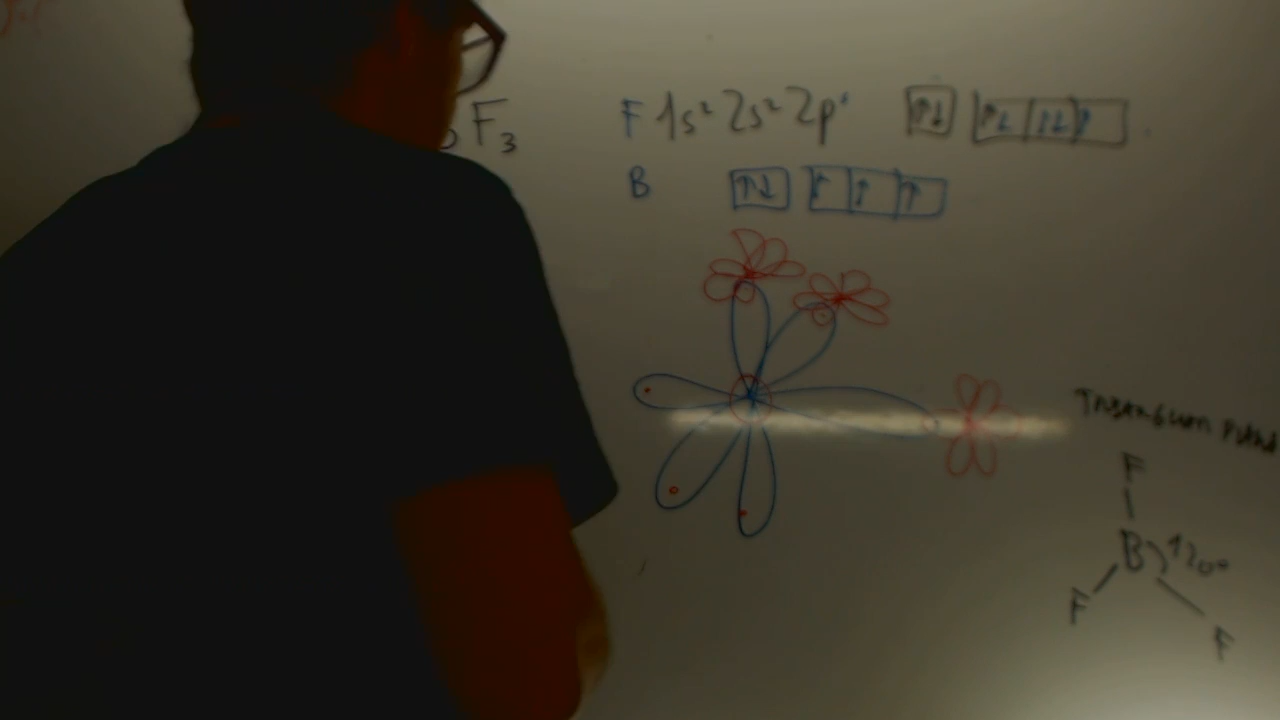 F₃
F 1s² 2s² 2p⁵ ↑↓ ↑↓ ↑↓ ↑
B ↑↓ ↑ ↑ ↑
F
B 120°
F
F